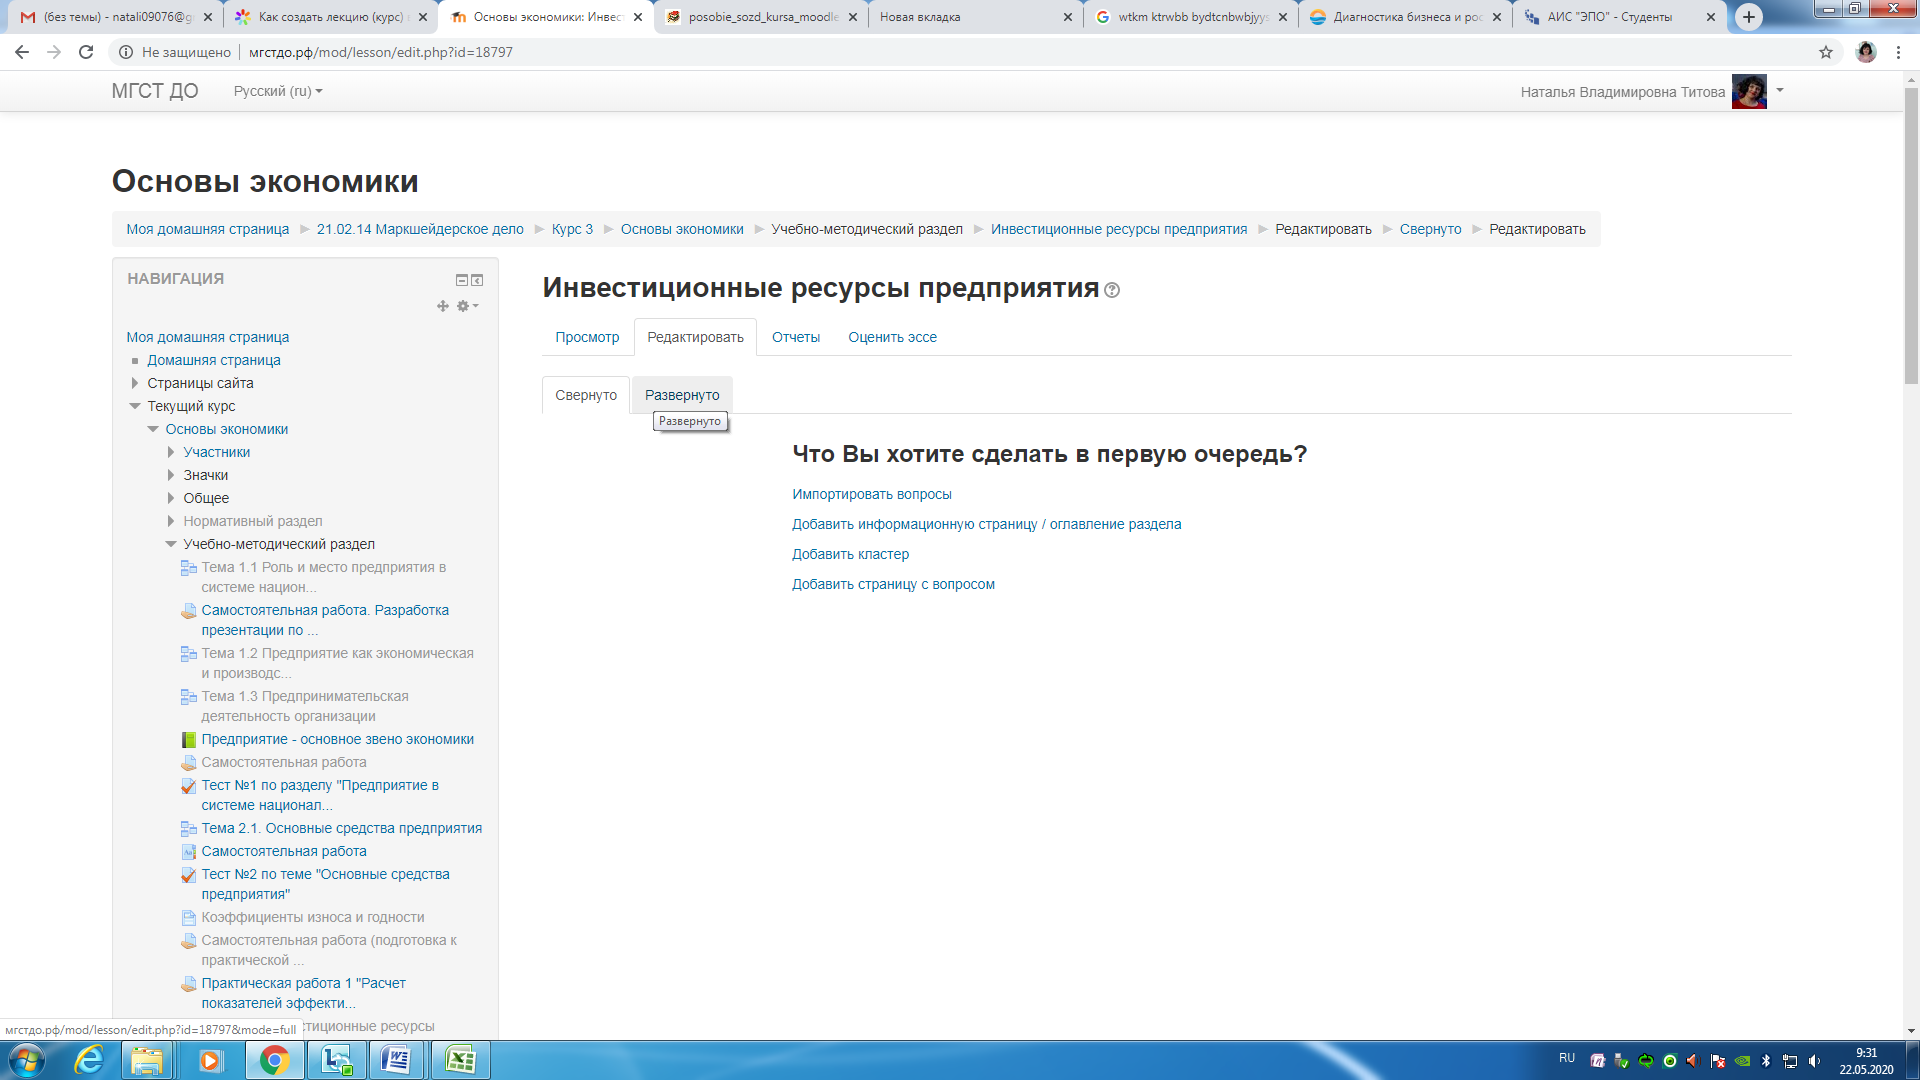 (без темы) - natali09076@g
Как создать лекцию (курс) в
Основы экономики: Инвест
posobie_sozd_kursa_moodle
Новая вкладка
wtkm ktrwbb bydtcnbwbjyys
Диагностика бизнеса и рос
АИС "ЭПО" - Студенты
Не защищено
мгстдо.рф/mod/lesson/edit.php?id=18797
МГСТ ДО
Русский (ru)
Наталья Владимировна Титова
Основы экономики
Моя домашняя страница ► 21.02.14 Маркшейдерское дело ► Курс 3 ► Основы экономики ► Учебно-методический раздел ► Инвестиционные ресурсы предприятия ► Редактировать ► Свернуто ► Редактировать
НАВИГАЦИЯ
Моя домашняя страница
Домашняя страница
Страницы сайта
Текущий курс
Основы экономики
Участники
Значки
Общее
Нормативный раздел
Учебно-методический раздел
Тема 1.1 Роль и место предприятия в
системе национ...
Самостоятельная работа. Разработка
презентации по ...
Тема 1.2 Предприятие как экономическая
и производс...
Тема 1.3 Предпринимательская
деятельность организации
Предприятие - основное звено экономики
Самостоятельная работа
Тест №1 по разделу "Предприятие в
системе национал...
Тема 2.1. Основные средства предприятия
Самостоятельная работа
Тест №2 по теме "Основные средства
предприятия"
Коэффициенты износа и годности
Самостоятельная работа (подготовка к
практической ...
Практическая работа 1 "Расчет
показателей эффекти...
стиционные ресурсы
Инвестиционные ресурсы предприятия
Просмотр
Редактировать
Отчеты
Оценить эссе
Свернуто
Развернуто
Развернуто
Что Вы хотите сделать в первую очередь?
Импортировать вопросы
Добавить информационную страницу / оглавление раздела
Добавить кластер
Добавить страницу с вопросом
мгстдо.рф/mod/lesson/edit.php?id=18797&mode=full
RU
9:31
22.05.2020